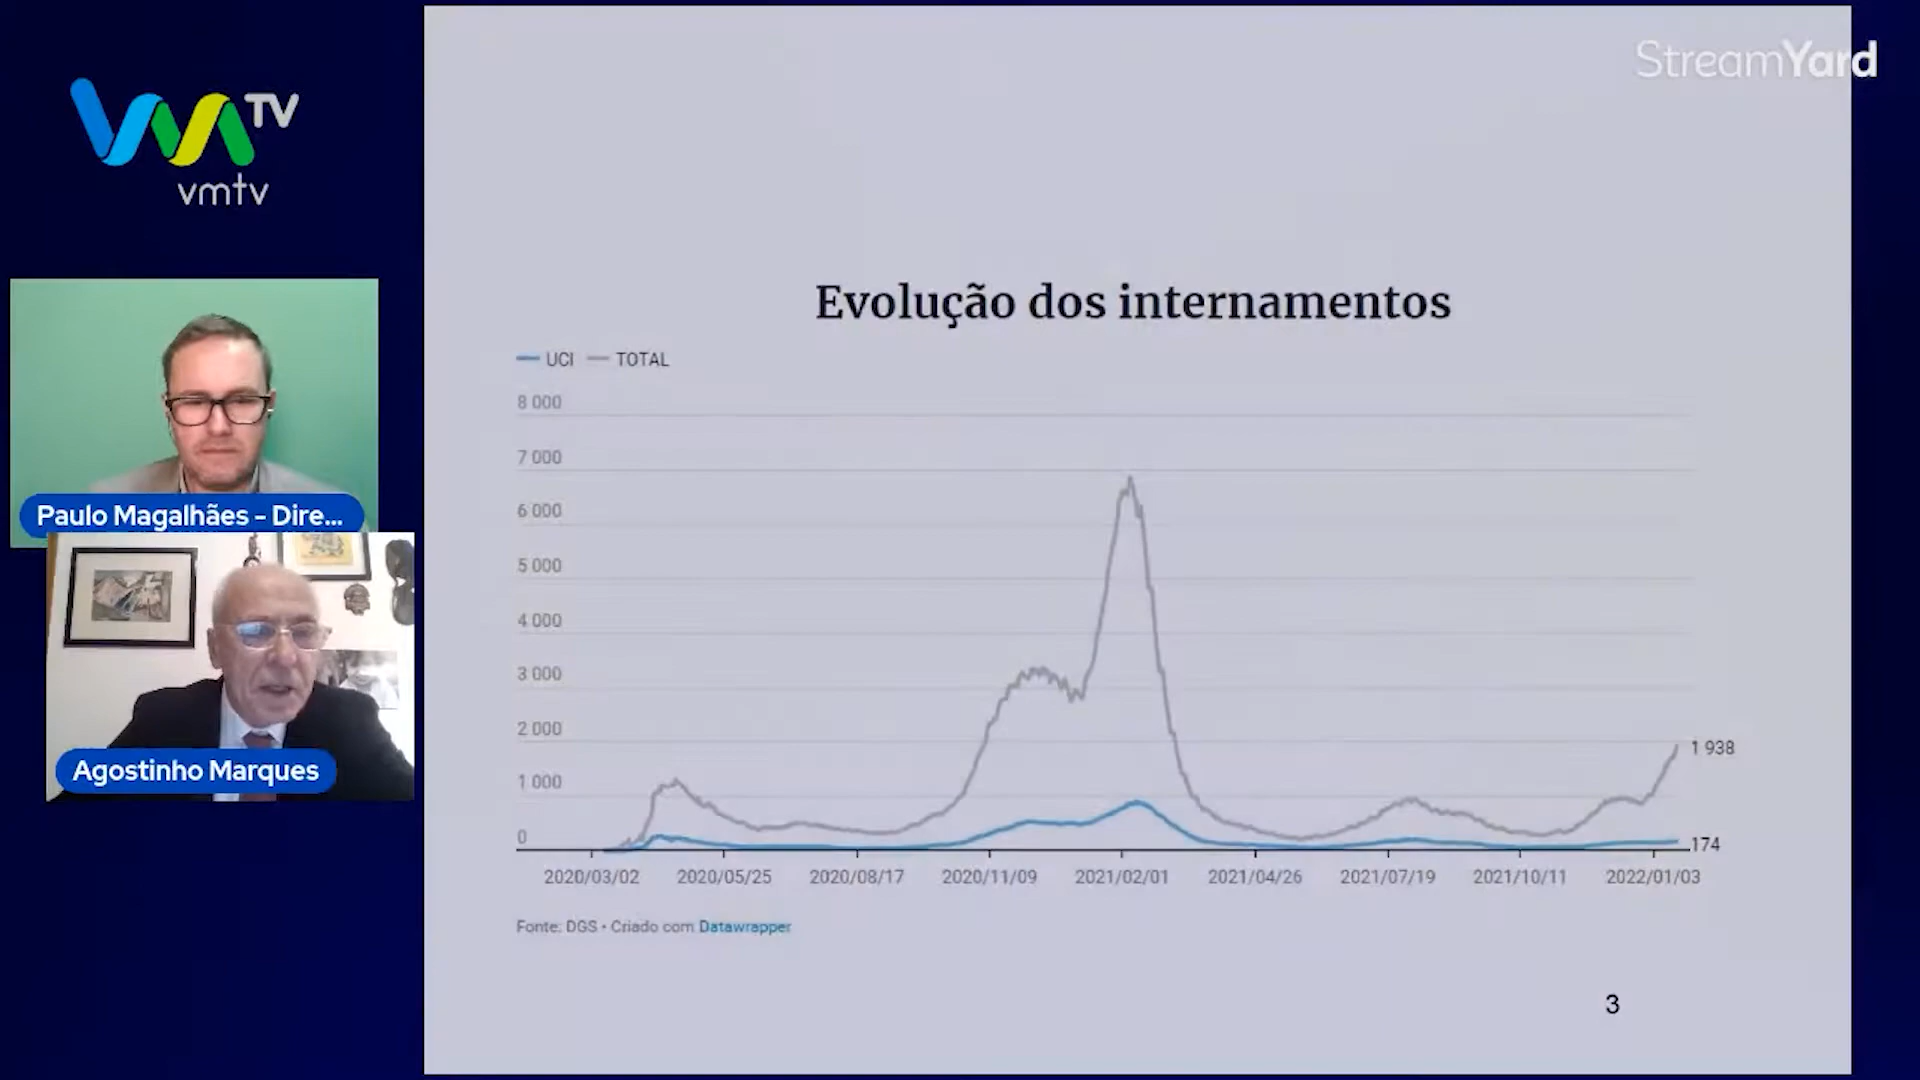 StreamYard
TV
vmtv
Paulo Magalhães - Dire...
Agostinho Marques
Evolução dos internamentos
UCI TOTAL
8 000
7 000
6 000
5 000
4 000
3 000
2 000
1 000
0
1 938
174
2020/03/02 2020/05/25 2020/08/17 2020/11/09 2021/02/01 2021/04/26 2021/07/19 2021/10/11 2022/01/03
Fonte: DGS • Criado com Datawrapper
3